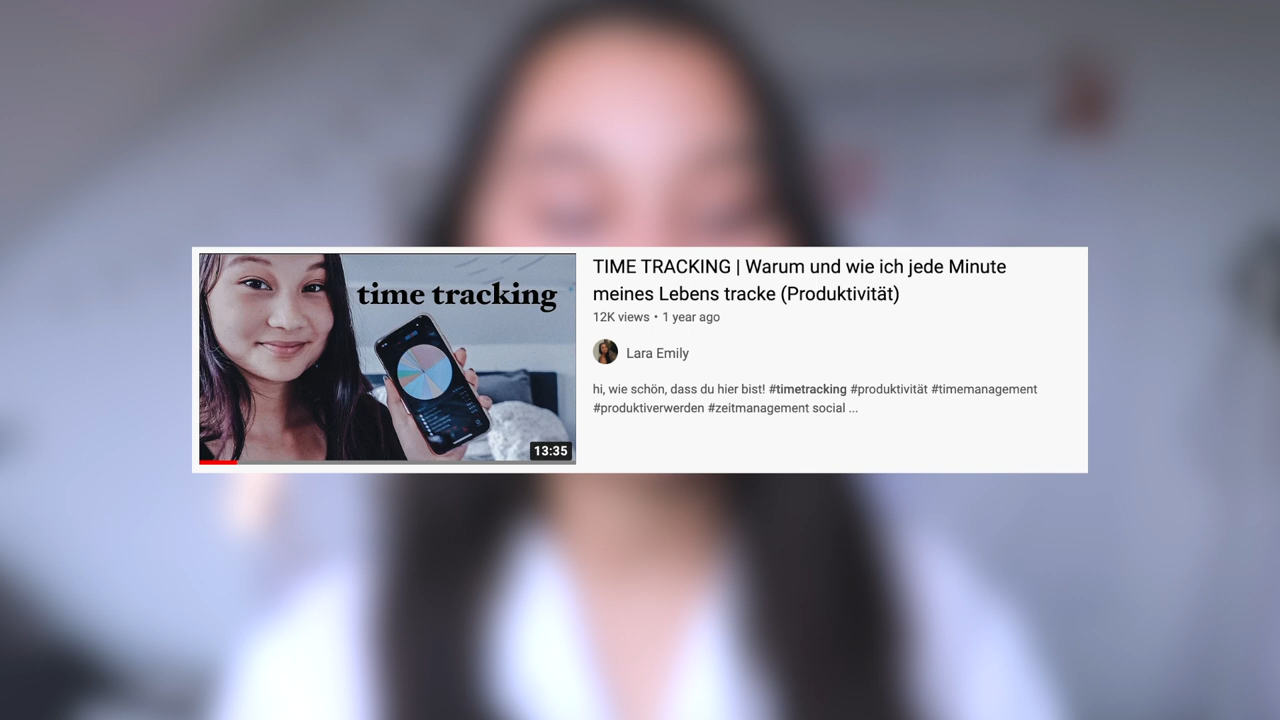 time tracking
13:35
TIME TRACKING | Warum und wie ich jede Minute
meines Lebens tracke (Produktivität)
12K views • 1 year ago
Lara Emily
hi, wie schön, dass du hier bist! #timetracking #produktivität #timemanagement
#produktiverwerden #zeitmanagement social ...